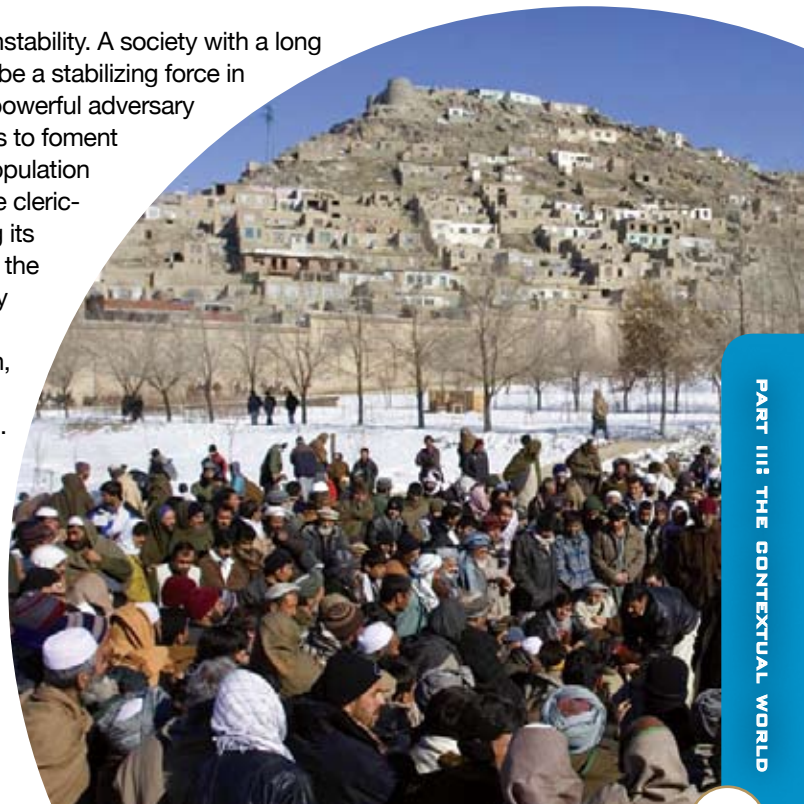 nstability. A society with a long
be a stabilizing force in
powerful adversary
s to foment
opulation
e cleric-
g its
the
y
n,
.
PART III: THE CONTEXTUAL WORLD